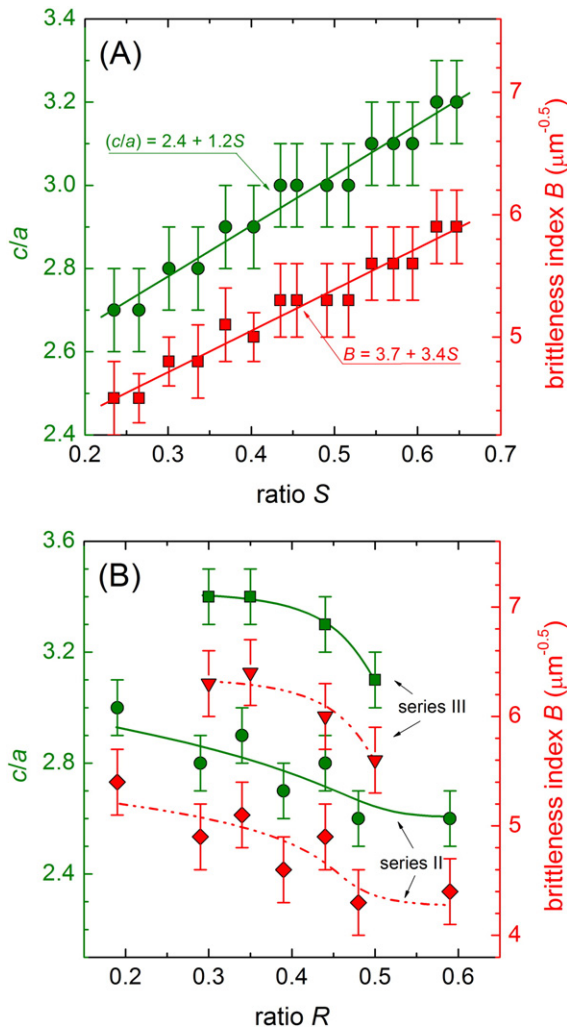 (A)
3.4
3.2
3.0
2.8
2.6
2.4
c/a
(c/a) = 2.4 + 1.2S
B = 3.7 + 3.4S
7
6
5
brittleness index B (μm⁻⁰·⁵)
0.2 0.3 0.4 0.5 0.6 0.7
ratio S
(B)
3.6
3.2
2.8
2.4
c/a
series III
series II
7
6
5
4
brittleness index B (μm⁻⁰·⁵)
0.2 0.3 0.4 0.5 0.6
ratio R